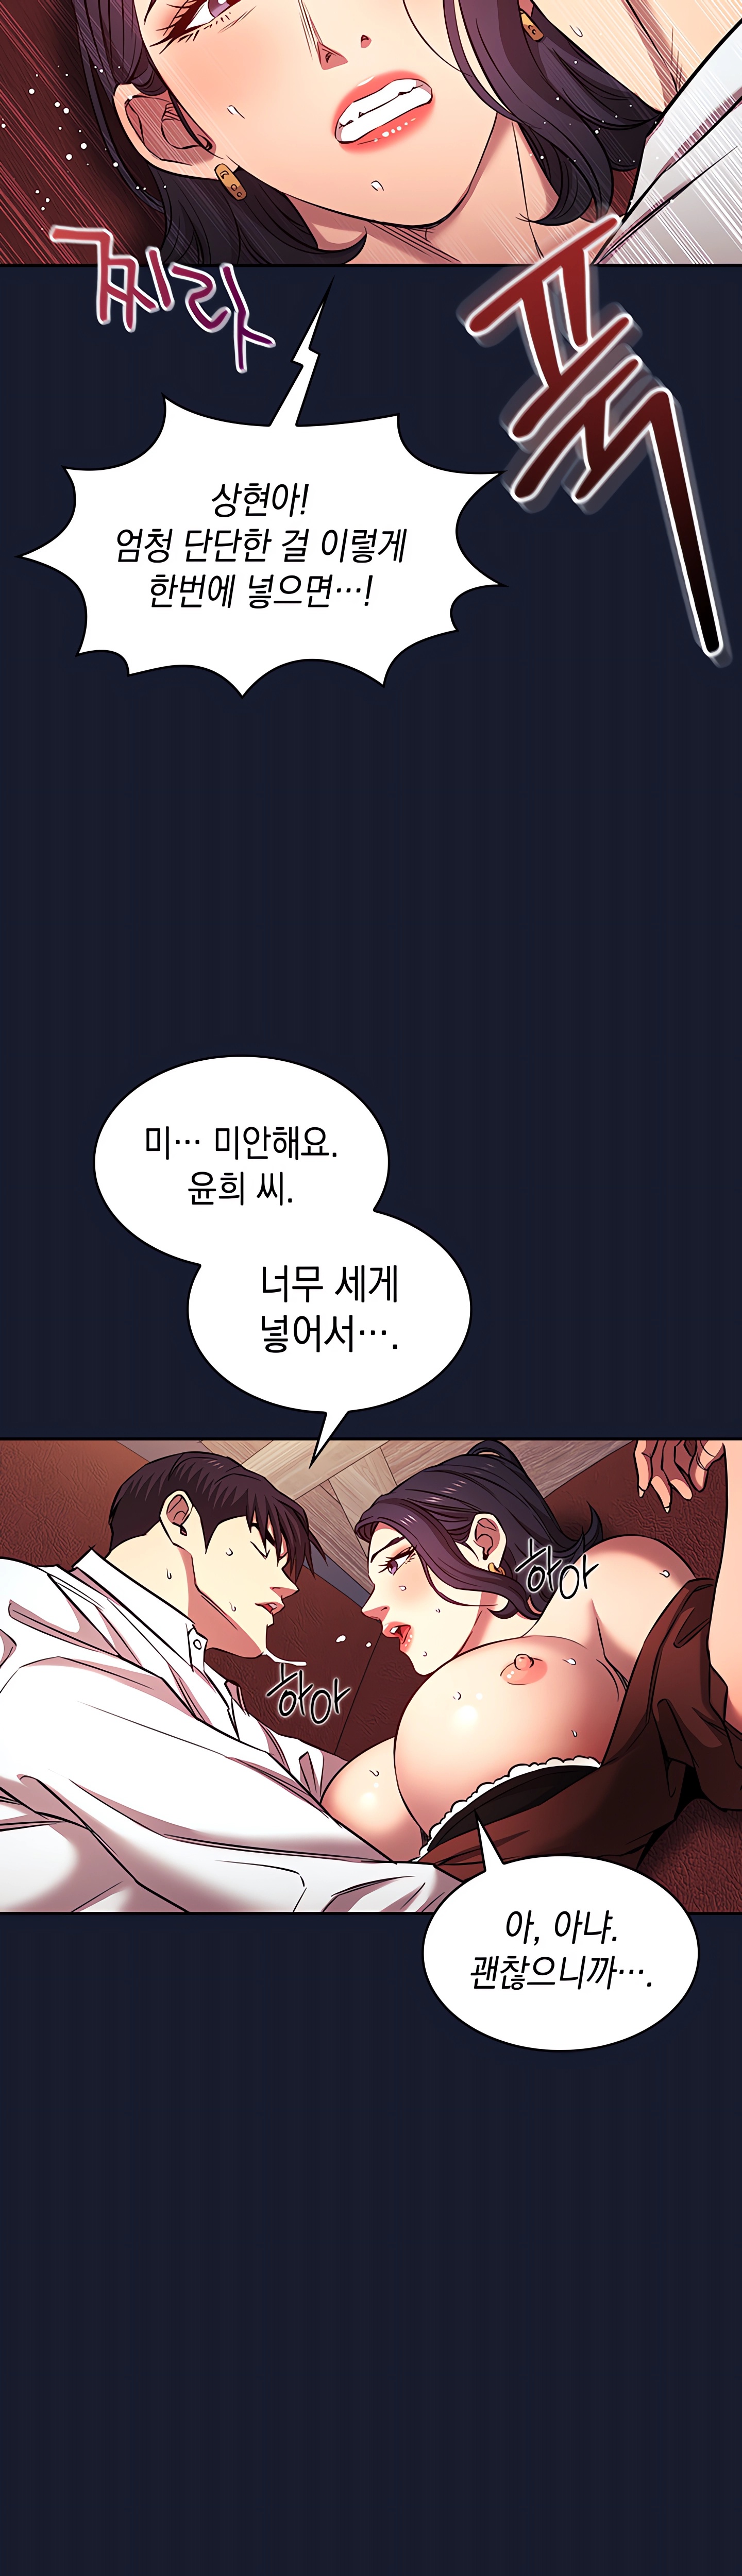 찌릿
푹
상현아!
엄청 단단한 걸 이렇게
한번에 넣으면…!
미… 미안해요.
윤희 씨.
너무 세게
넣어서….
하아
하아
아, 아냐.
괜찮으니까….